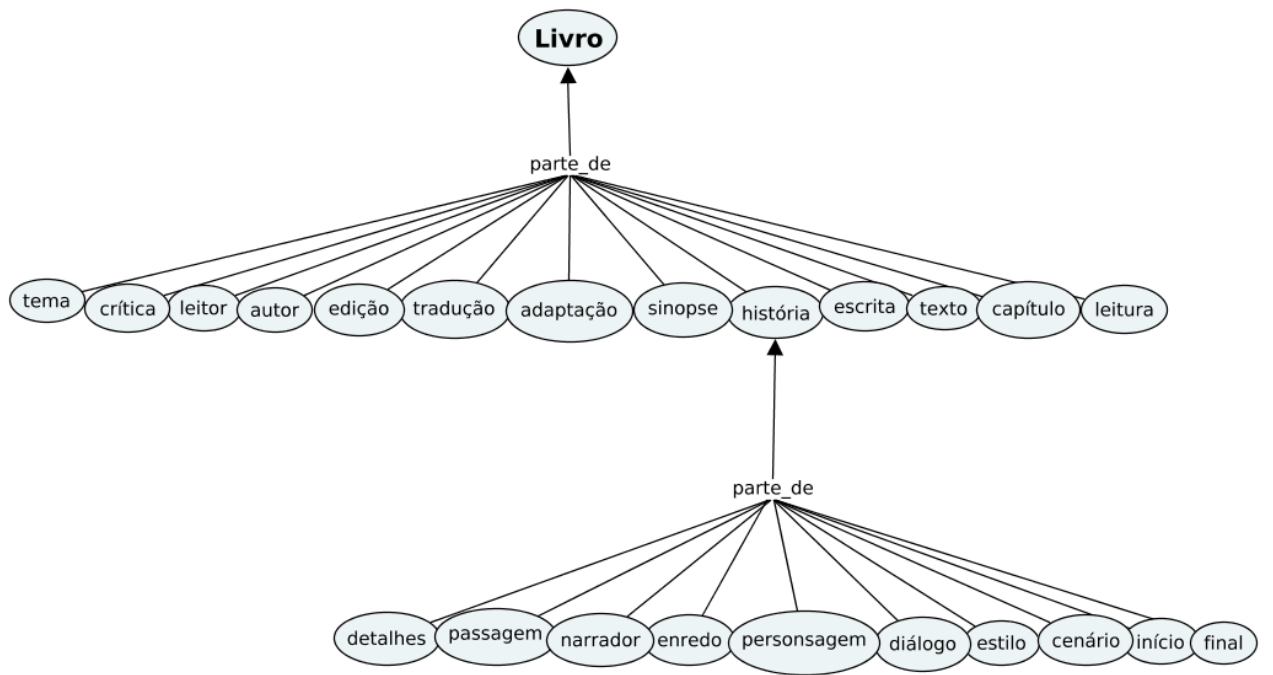 Livro
parte_de
tema crítica leitor autor edição tradução adaptação sinopse história escrita texto capítulo leitura
parte_de
detalhes passagem narrador enredo personsagem diálogo estilo cenário início final